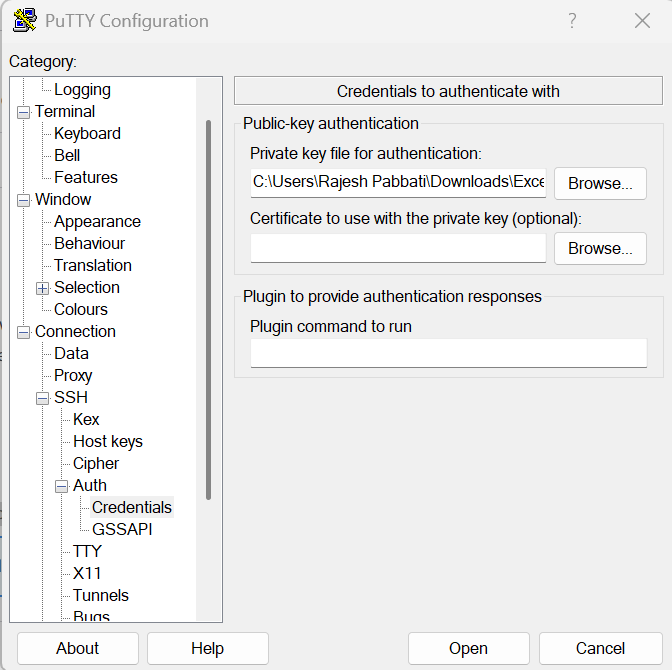 PuTTY Configuration
?
Category:
Logging
Terminal
Keyboard
Bell
Features
Window
Appearance
Behaviour
Translation
Selection
Colours
Connection
Data
Proxy
SSH
Kex
Host keys
Cipher
Auth
Credentials
GSSAPI
TTY
X11
Tunnels
Bugs
Credentials to authenticate with
Public-key authentication
Private key file for authentication:
C:\Users\Rajesh Pabbati\Downloads\Exce
Browse...
Certificate to use with the private key (optional):
Browse...
Plugin to provide authentication responses
Plugin command to run
About
Help
Open
Cancel